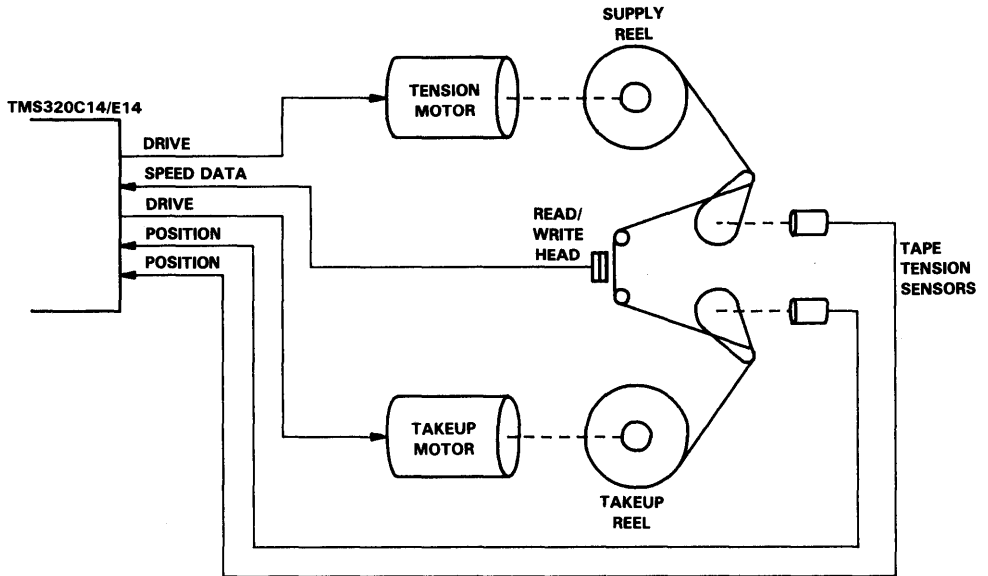 SUPPLY
REEL
TENSION
MOTOR
TMS320C14/E14
DRIVE
SPEED DATA
DRIVE
POSITION
POSITION
READ/
WRITE
HEAD
TAPE
TENSION
SENSORS
TAKEUP
MOTOR
TAKEUP
REEL